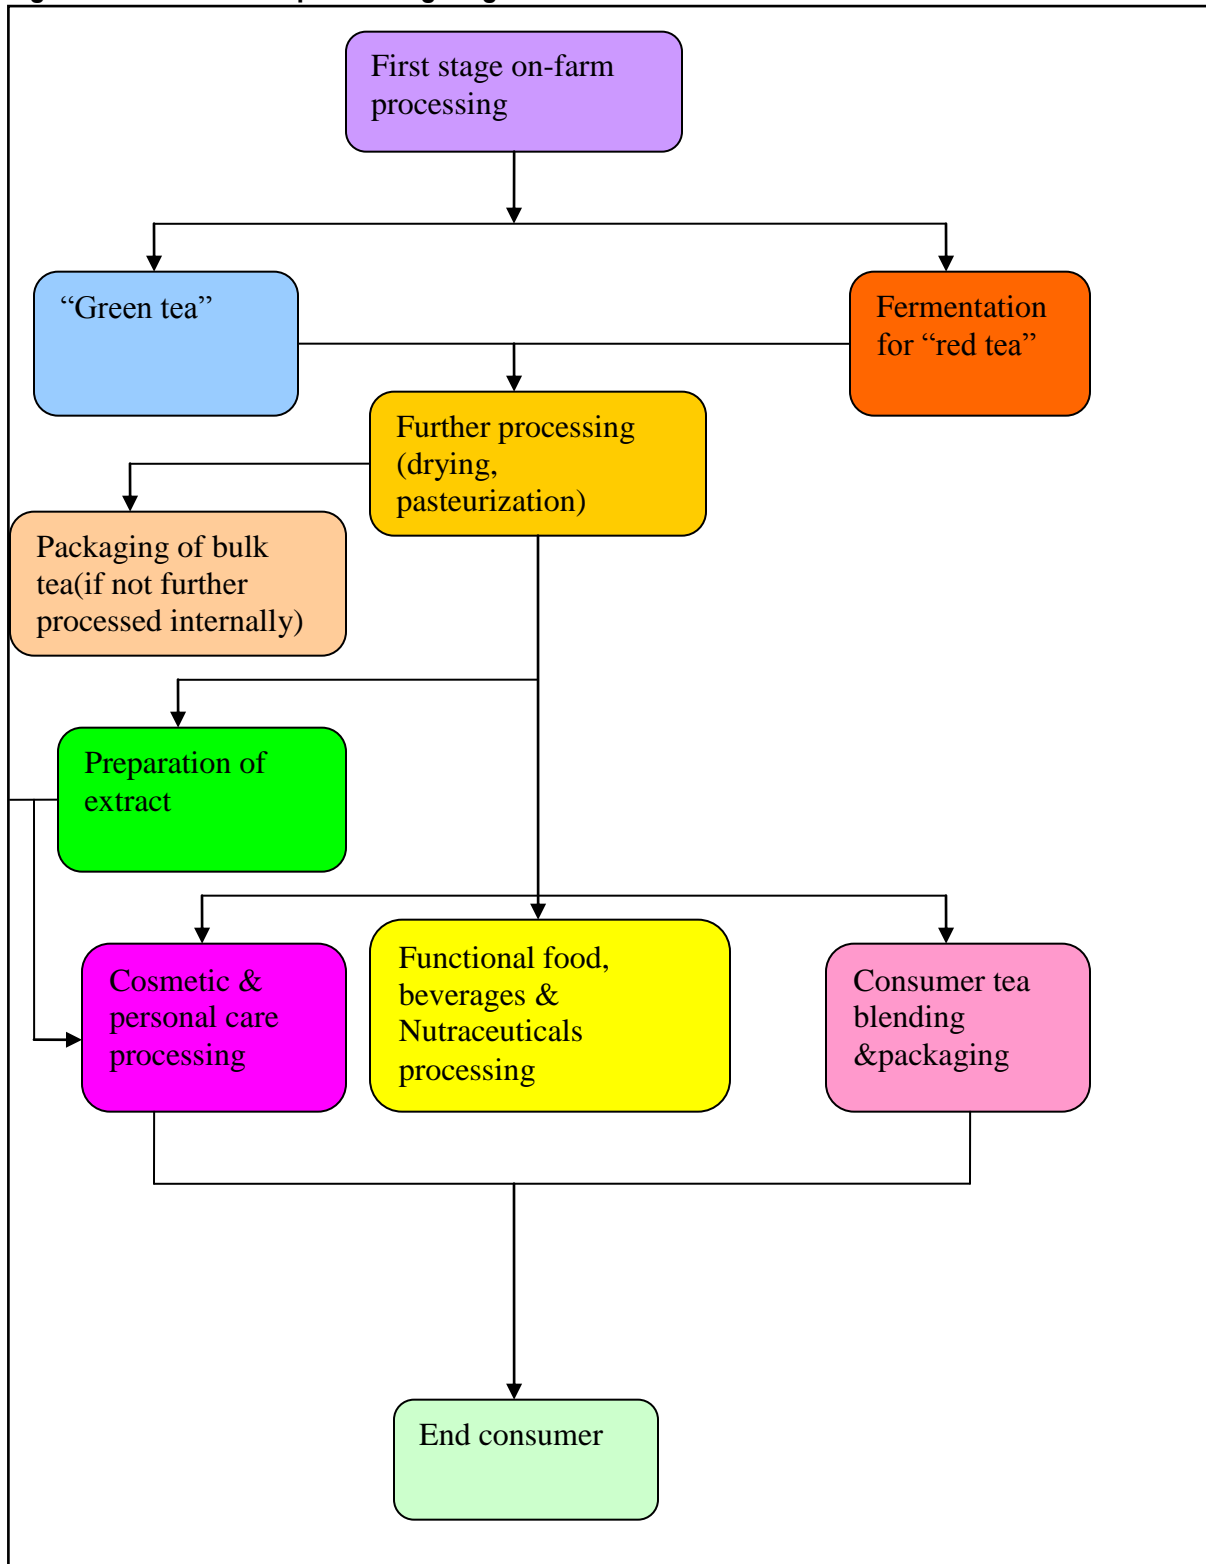 First stage on-farm
processing
“Green tea”
Fermentation
for “red tea”
Further processing
(drying,
pasteurization)
Packaging of bulk
tea(if not further
processed internally)
Preparation of
extract
Cosmetic &
personal care
processing
Functional food,
beverages &
Nutraceuticals
processing
Consumer tea
blending
&packaging
End consumer